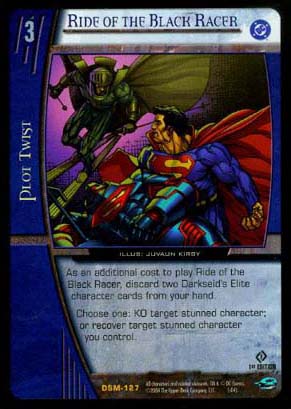 3
RIDE OF THE BLACK RACER
DC
PLOT TWIST
ILLUS: JUVAUN KIRBY
As an additional cost to play Ride of the
Black Racer, discard two Darkseid's Elite
character cards from your hand.
Choose one: KO target stunned character;
or recover target stunned character
you control.
1ST EDITION
DSM-127